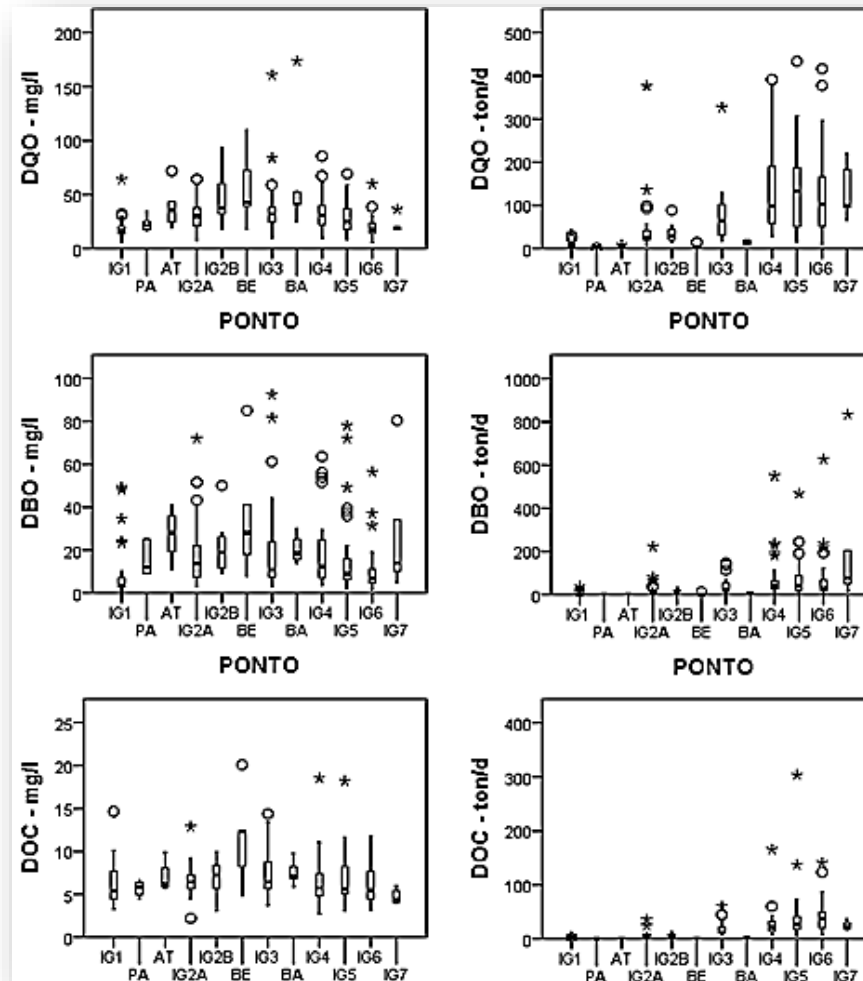 DQO - mg/l
200
150
100
50
0
IG1 PA AT IG2A IG2B BE IG3 BA IG4 IG5 IG6 IG7
PONTO
DQO - ton/d
500
400
300
200
100
0
IG1 PA AT IG2A IG2B BE IG3 BA IG4 IG5 IG6 IG7
PONTO
DBO - mg/l
100
80
60
40
20
0
IG1 PA AT IG2A IG2B BE IG3 BA IG4 IG5 IG6 IG7
PONTO
DBO - ton/d
1000
800
600
400
200
0
IG1 PA AT IG2A IG2B BE IG3 BA IG4 IG5 IG6 IG7
PONTO
DOC - mg/l
25
20
15
10
5
0
IG1 PA AT IG2A IG2B BE IG3 BA IG4 IG5 IG6 IG7
DOC - ton/d
400
300
200
100
0
IG1 PA AT IG2A IG2B BE IG3 BA IG4 IG5 IG6 IG7